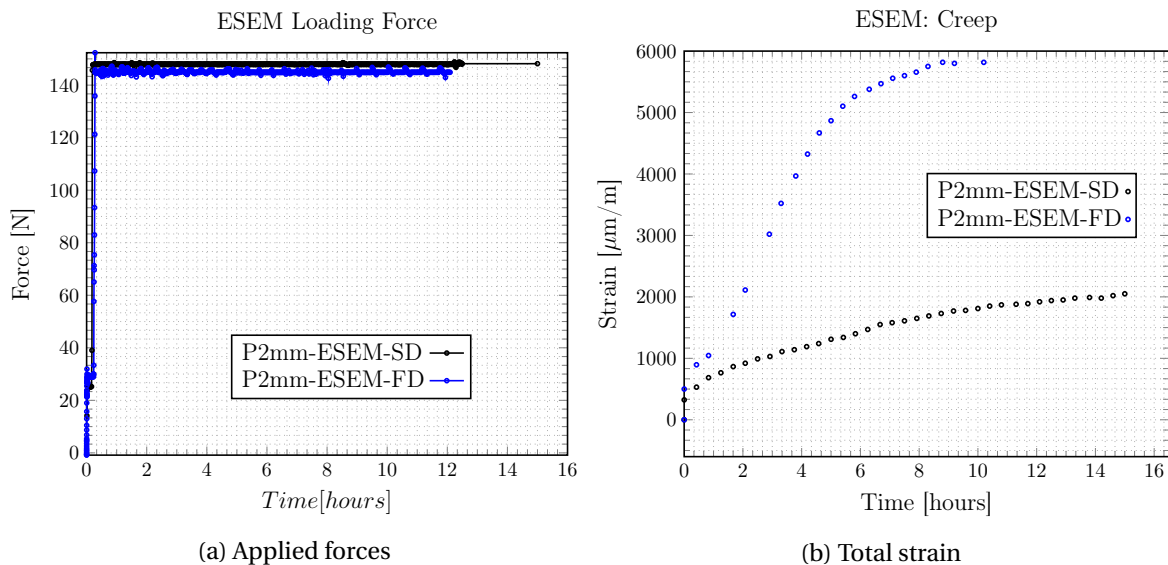 ESEM Loading Force
140
120
100
80
60
40
20
0
0 2 4 6 8 10 12 14 16
Force [N]
Time[hours]
P2mm-ESEM-SD
P2mm-ESEM-FD
(a) Applied forces
ESEM: Creep
6000
5000
4000
3000
2000
1000
0
0 2 4 6 8 10 12 14 16
Strain [μm/m]
Time [hours]
P2mm-ESEM-SD
P2mm-ESEM-FD
(b) Total strain